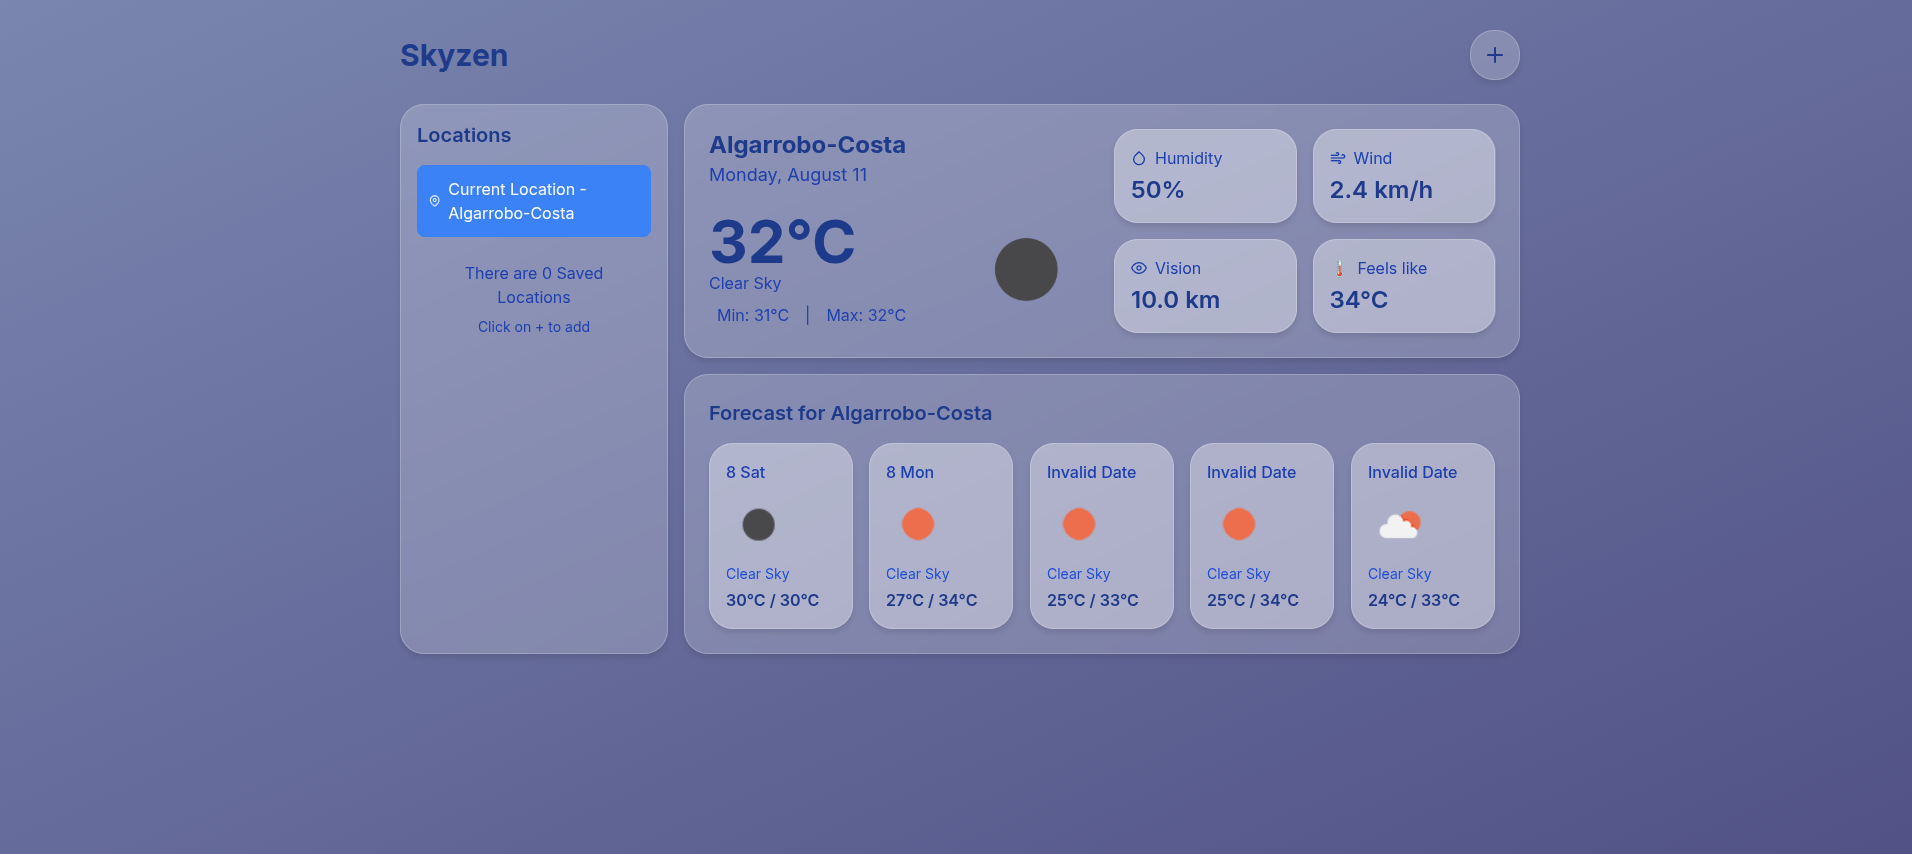 Skyzen
+
Locations
Current Location -
Algarrobo-Costa
There are 0 Saved
Locations
Click on + to add
Algarrobo-Costa
Monday, August 11
32°C
Clear Sky
Min: 31°C | Max: 32°C
Humidity
50%
Wind
2.4 km/h
Vision
10.0 km
Feels like
34°C
Forecast for Algarrobo-Costa
8 Sat
Clear Sky
30°C / 30°C
8 Mon
Clear Sky
27°C / 34°C
Invalid Date
Clear Sky
25°C / 33°C
Invalid Date
Clear Sky
25°C / 34°C
Invalid Date
Clear Sky
24°C / 33°C